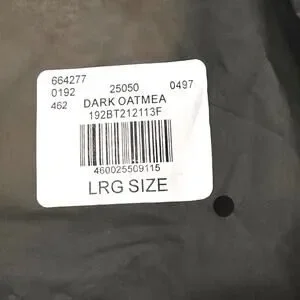 664277
0192 25050 0497
462 DARK OATMEA
192BT212113F
460025509115
LRG SIZE